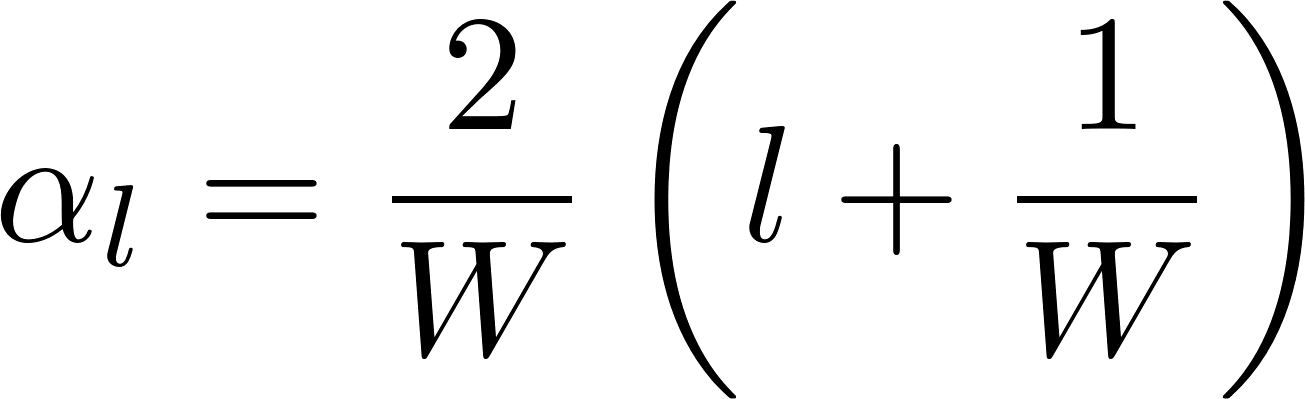 α_l = \frac{2}{W} \left( l + \frac{1}{W} \right)